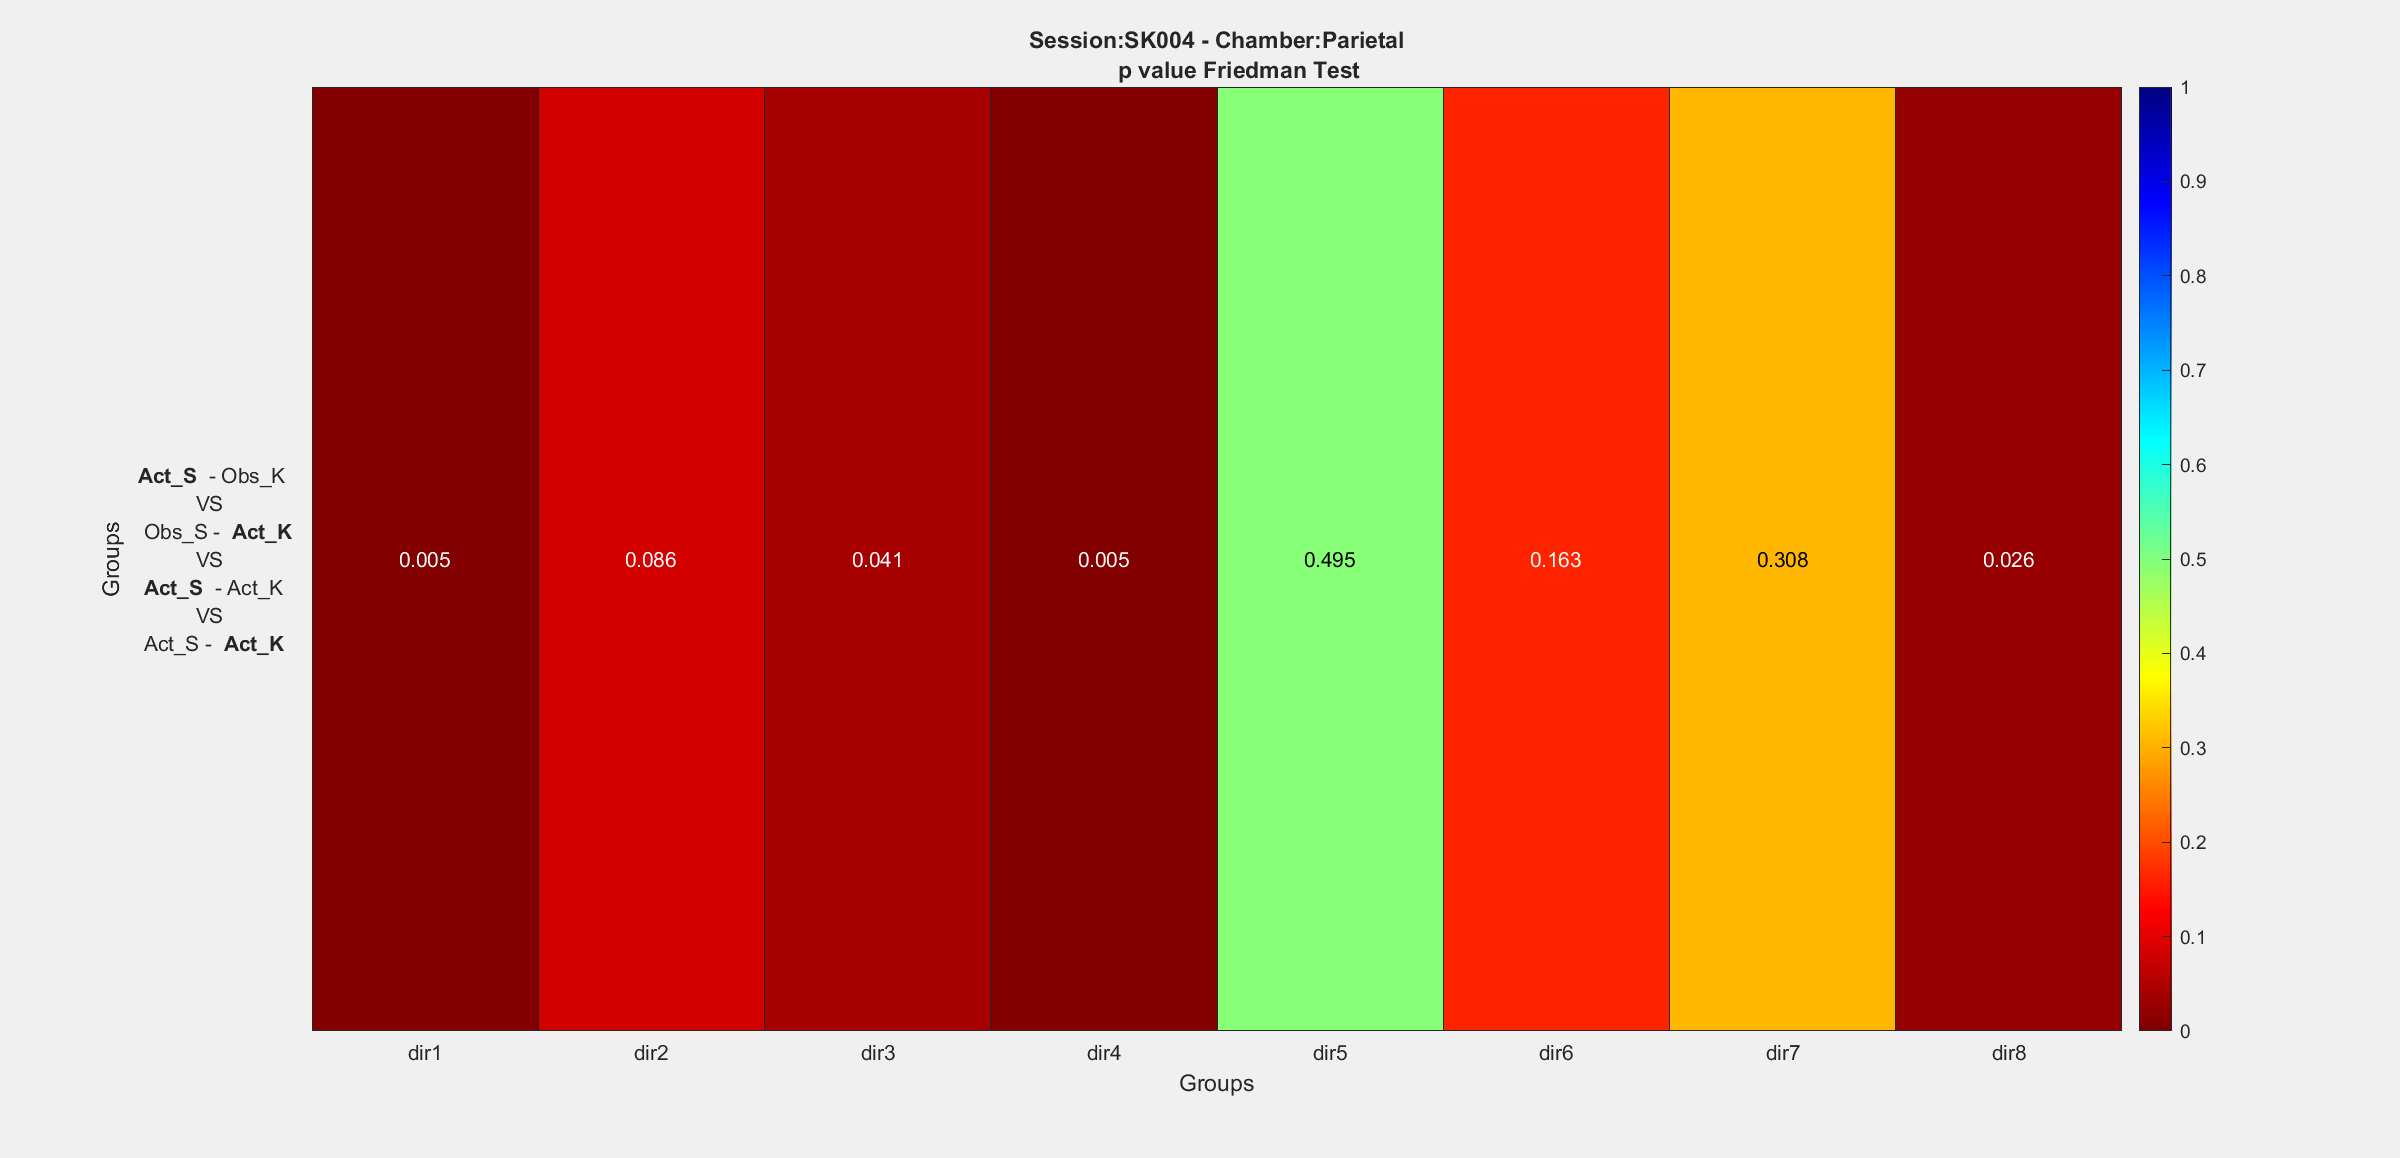 Session:SK004 - Chamber:Parietal
p value Friedman Test
Groups
Act_S - Obs_K
VS
Obs_S - Act_K
VS
Act_S - Act_K
VS
Act_S - Act_K
0.005 0.086 0.041 0.005 0.495 0.163 0.308 0.026
dir1 dir2 dir3 dir4 dir5 dir6 dir7 dir8
Groups
1
0.9
0.8
0.7
0.6
0.5
0.4
0.3
0.2
0.1
0